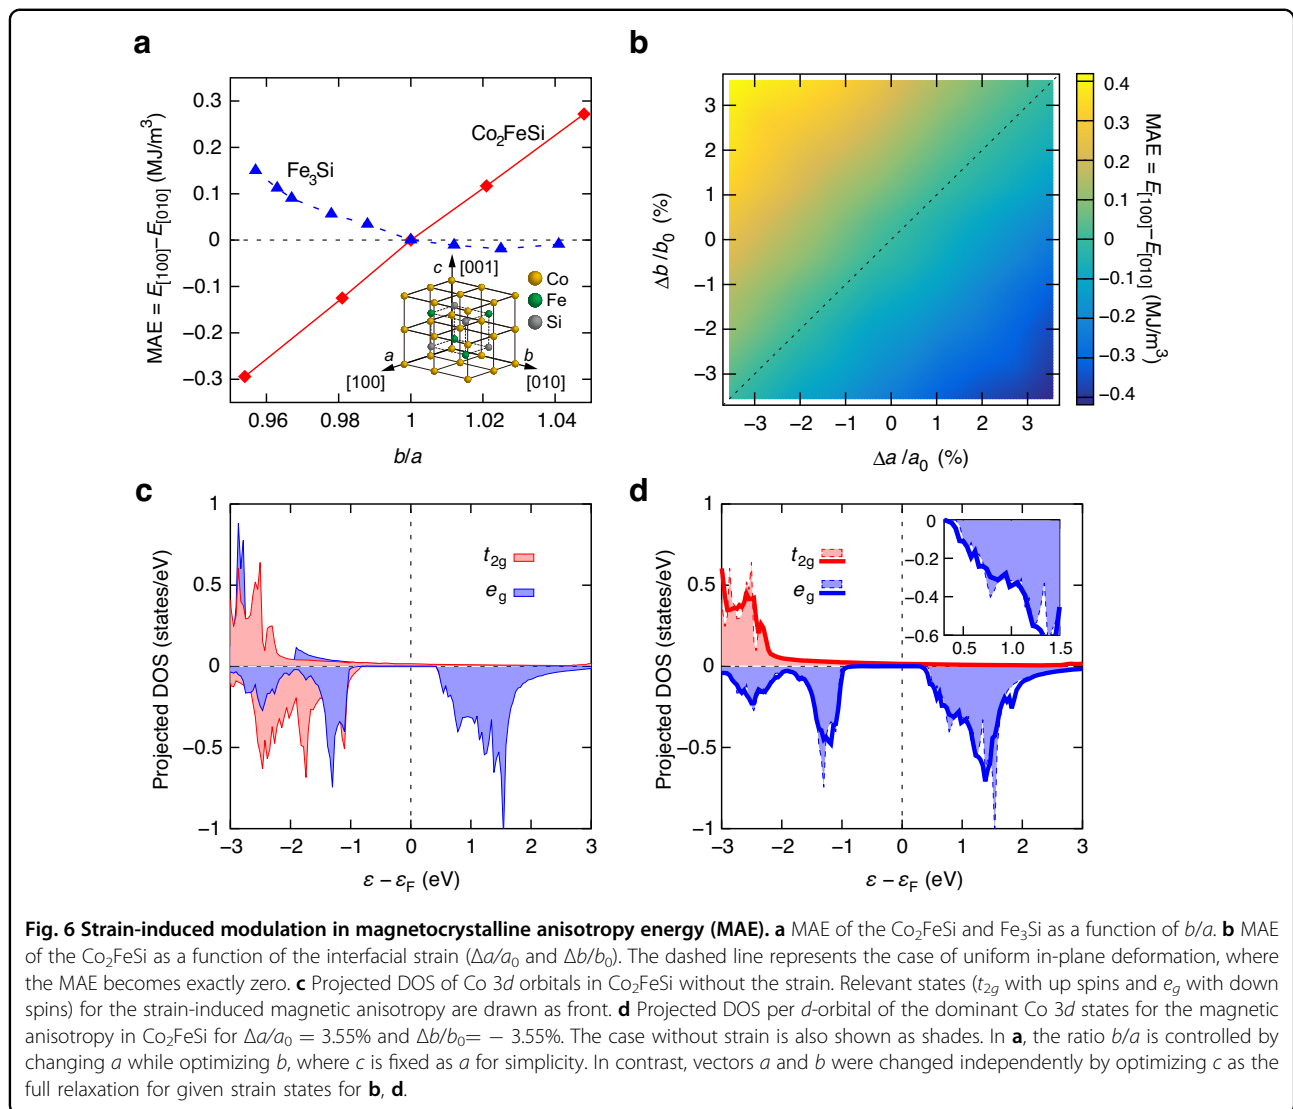 a
MAE = E[100]−E[010] (MJ/m³)
0.3
0.2
0.1
0
−0.1
−0.2
−0.3
0.96
0.98
1
1.02
1.04
b/a
Fe₃Si
Co₂FeSi
c
[001]
Co
Fe
Si
a
[100]
b
[010]
b
Δb/b₀ (%)
3
2
1
0
−1
−2
−3
−3
−2
−1
0
1
2
3
Δa/a₀ (%)
0.4
0.3
0.2
0.1
0
−0.1
−0.2
−0.3
−0.4
MAE = E[100]−E[010] (MJ/m³)
c
Projected DOS (states/eV)
1
0.5
0
−0.5
−1
t₂g
eg
−3
−2
−1
0
1
2
3
ε − εF (eV)
d
Projected DOS (states/eV)
1
0.5
0
−0.5
−1
t₂g
eg
0
−0.2
−0.4
−0.6
0.5
1.0
1.5
−3
−2
−1
0
1
2
3
ε − εF (eV)
Fig. 6 Strain-induced modulation in magnetocrystalline anisotropy energy (MAE). a MAE of the Co₂FeSi and Fe₃Si as a function of b/a. b MAE
of the Co₂FeSi as a function of the interfacial strain (Δa/a₀ and Δb/b₀). The dashed line represents the case of uniform in-plane deformation, where
the MAE becomes exactly zero. c Projected DOS of Co 3d orbitals in Co₂FeSi without the strain. Relevant states (t₂g with up spins and eg with down
spins) for the strain-induced magnetic anisotropy are drawn as front. d Projected DOS per d-orbital of the dominant Co 3d states for the magnetic
anisotropy in Co₂FeSi for Δa/a₀ = 3.55% and Δb/b₀= − 3.55%. The case without strain is also shown as shades. In a, the ratio b/a is controlled by
changing a while optimizing b, where c is fixed as a for simplicity. In contrast, vectors a and b were changed independently by optimizing c as the
full relaxation for given strain states for b, d.